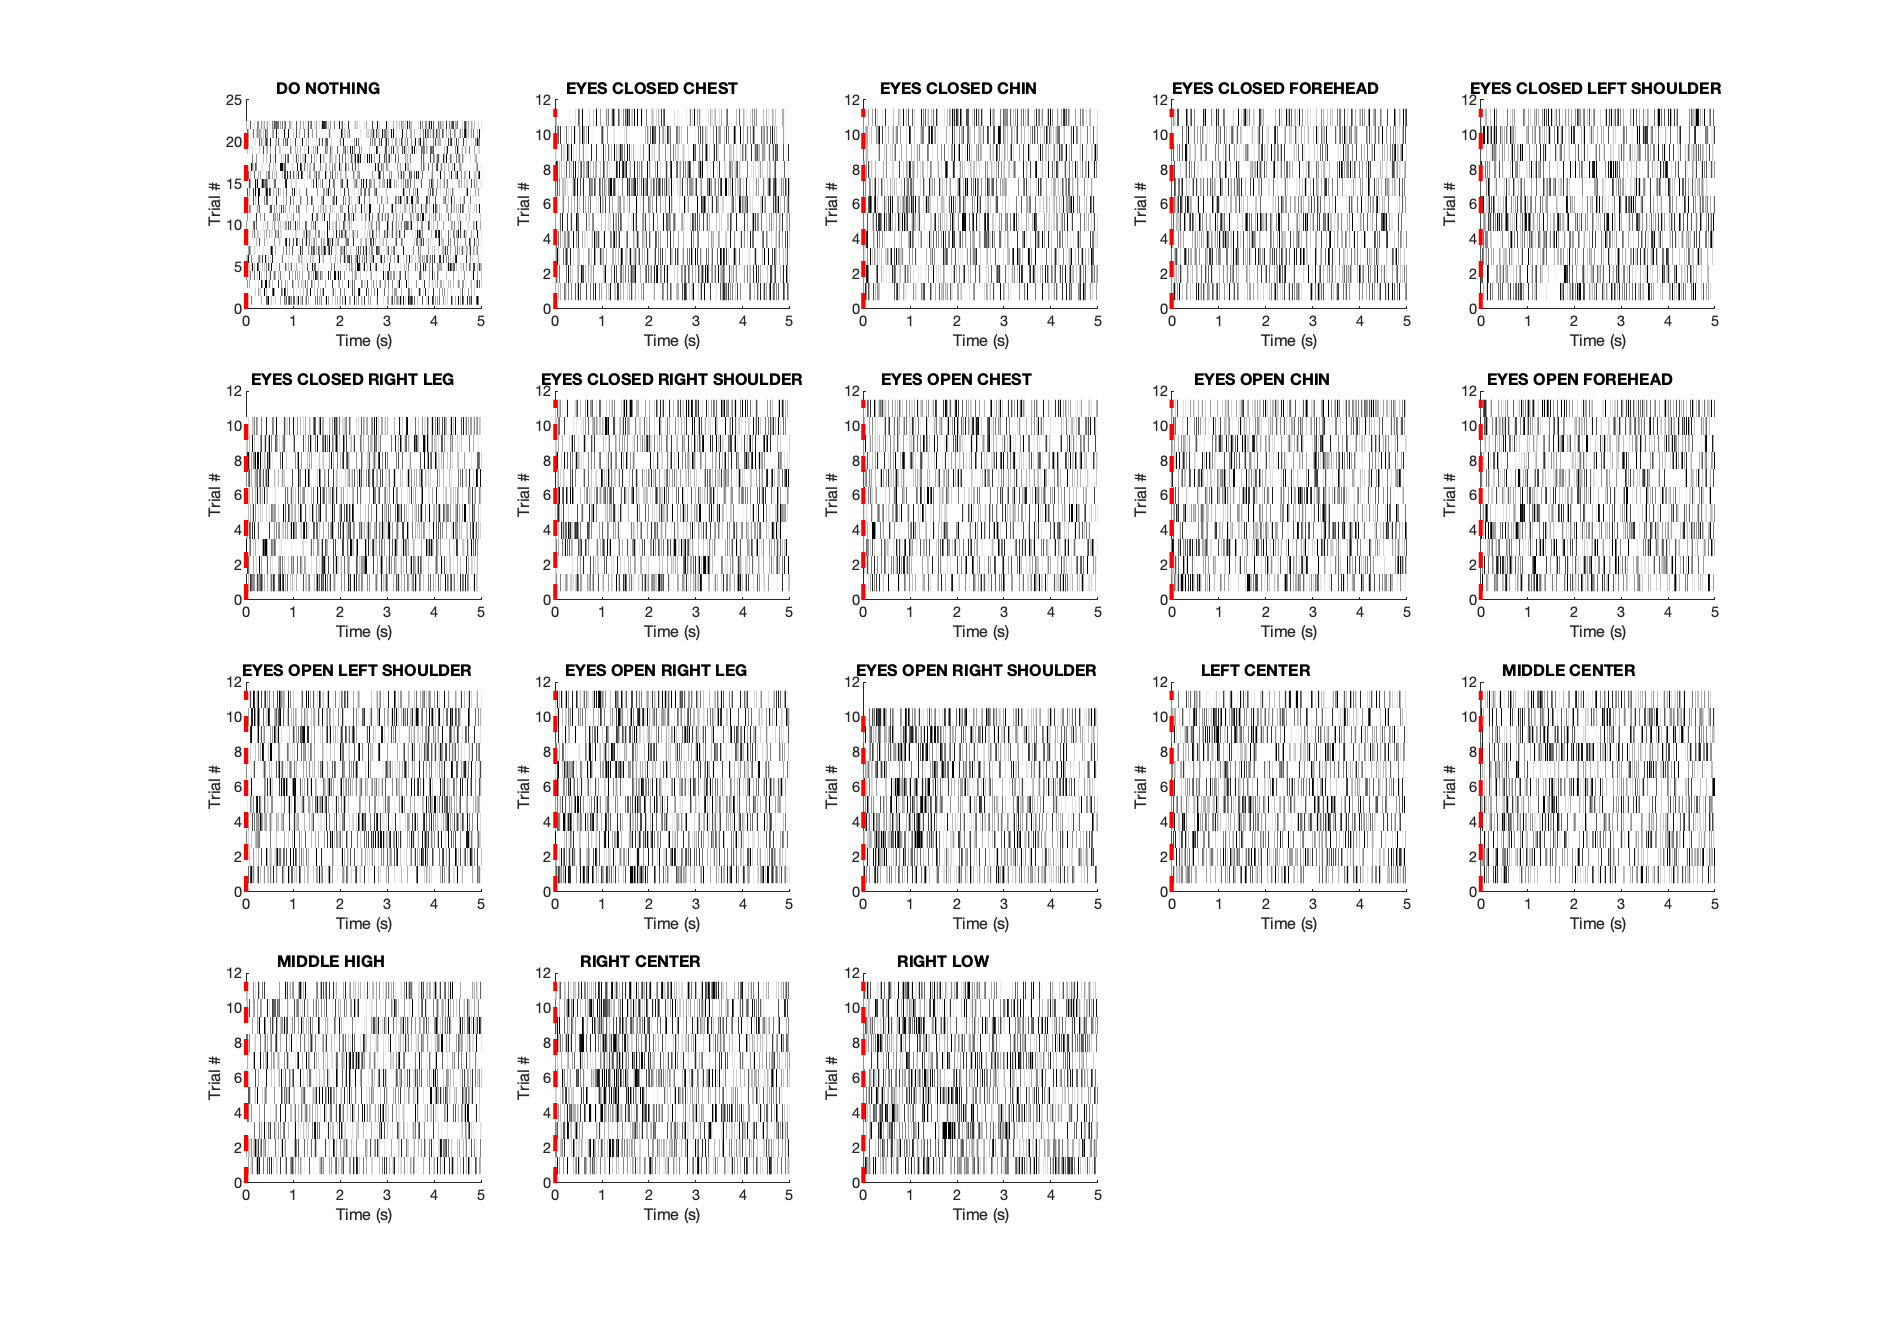 DO NOTHING
25
20
15
10
5
0
Trial #
0 1 2 3 4 5
Time (s)
EYES CLOSED CHEST
12
10
8
6
4
2
0
Trial #
0 1 2 3 4 5
Time (s)
EYES CLOSED CHIN
12
10
8
6
4
2
0
Trial #
0 1 2 3 4 5
Time (s)
EYES CLOSED FOREHEAD
12
10
8
6
4
2
0
Trial #
0 1 2 3 4 5
Time (s)
EYES CLOSED LEFT SHOULDER
12
10
8
6
4
2
0
Trial #
0 1 2 3 4 5
Time (s)
EYES CLOSED RIGHT LEG
12
10
8
6
4
2
0
Trial #
0 1 2 3 4 5
Time (s)
EYES CLOSED RIGHT SHOULDER
12
10
8
6
4
2
0
Trial #
0 1 2 3 4 5
Time (s)
EYES OPEN CHEST
12
10
8
6
4
2
0
Trial #
0 1 2 3 4 5
Time (s)
EYES OPEN CHIN
12
10
8
6
4
2
0
Trial #
0 1 2 3 4 5
Time (s)
EYES OPEN FOREHEAD
12
10
8
6
4
2
0
Trial #
0 1 2 3 4 5
Time (s)
EYES OPEN LEFT SHOULDER
12
10
8
6
4
2
0
Trial #
0 1 2 3 4 5
Time (s)
EYES OPEN RIGHT LEG
12
10
8
6
4
2
0
Trial #
0 1 2 3 4 5
Time (s)
EYES OPEN RIGHT SHOULDER
12
10
8
6
4
2
0
Trial #
0 1 2 3 4 5
Time (s)
LEFT CENTER
12
10
8
6
4
2
0
Trial #
0 1 2 3 4 5
Time (s)
MIDDLE CENTER
12
10
8
6
4
2
0
Trial #
0 1 2 3 4 5
Time (s)
MIDDLE HIGH
12
10
8
6
4
2
0
Trial #
0 1 2 3 4 5
Time (s)
RIGHT CENTER
12
10
8
6
4
2
0
Trial #
0 1 2 3 4 5
Time (s)
RIGHT LOW
12
10
8
6
4
2
0
Trial #
0 1 2 3 4 5
Time (s)